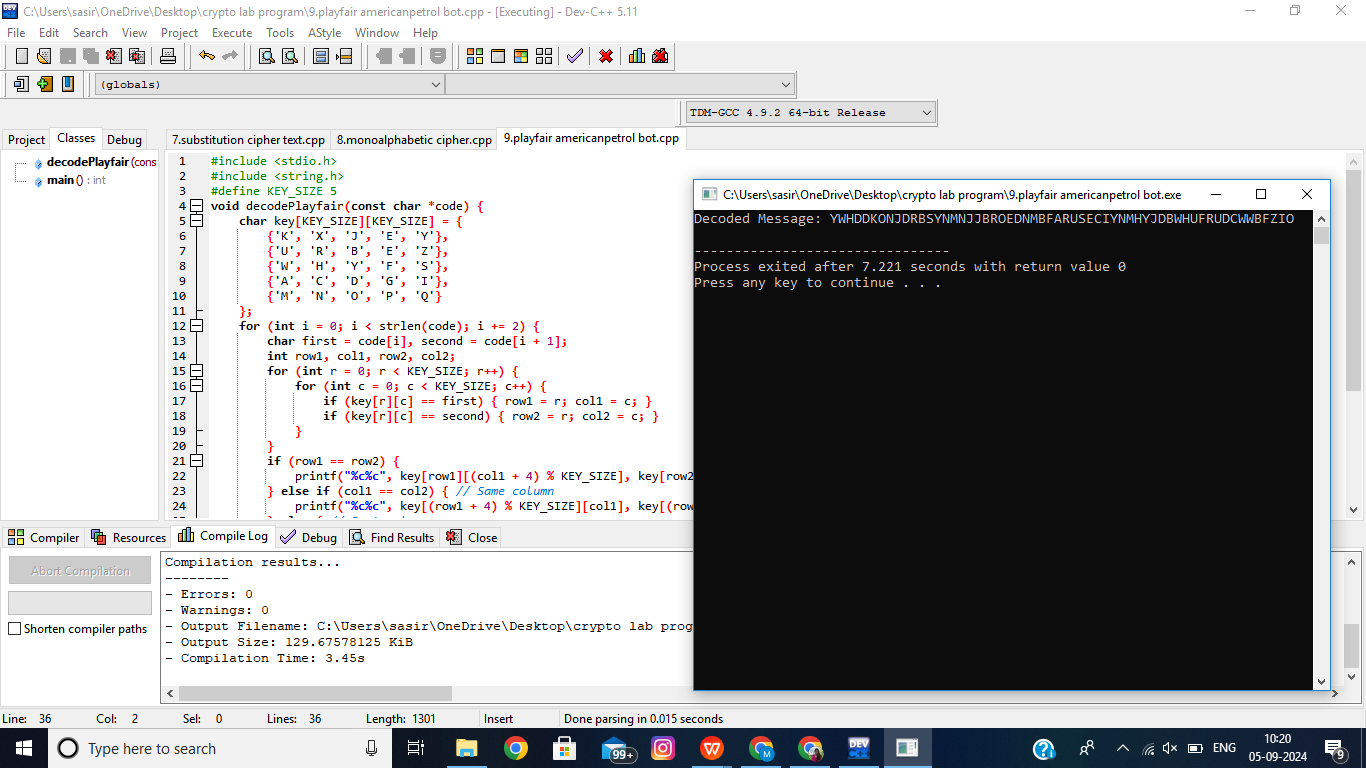 C:\Users\sasir\OneDrive\Desktop\crypto lab program\9.playfair americanpetrol bot.cpp - [Executing] - Dev-C++ 5.11
File Edit Search View Project Execute Tools AStyle Window Help
(globals)
TDM-GCC 4.9.2 64-bit Release
Project Classes Debug
7.substitution cipher text.cpp 8.monoalphabetic cipher.cpp 9.playfair americanpetrol bot.cpp
decodePlayfair (cons
main () : int
1 #include <stdio.h>
2 #include <string.h>
3 #define KEY_SIZE 5
4 void decodePlayfair(const char *code) {
5 char key[KEY_SIZE][KEY_SIZE] = {
6 {'K', 'X', 'J', 'E', 'Y'},
7 {'U', 'R', 'B', 'E', 'Z'},
8 {'W', 'H', 'Y', 'F', 'S'},
9 {'A', 'C', 'D', 'G', 'I'},
10 {'M', 'N', 'O', 'P', 'Q'}
11 };
12 for (int i = 0; i < strlen(code); i += 2) {
13 char first = code[i], second = code[i + 1];
14 int row1, col1, row2, col2;
15 for (int r = 0; r < KEY_SIZE; r++) {
16 for (int c = 0; c < KEY_SIZE; c++) {
17 if (key[r][c] == first) { row1 = r; col1 = c; }
18 if (key[r][c] == second) { row2 = r; col2 = c; }
19 }
20 }
21 if (row1 == row2) {
22 printf("%c%c", key[row1][(col1 + 4) % KEY_SIZE], key[row2
23 } else if (col1 == col2) { // Same column
24 printf("%c%c", key[(row1 + 4) % KEY_SIZE][col1], key[(row
C:\Users\sasir\OneDrive\Desktop\crypto lab program\9.playfair americanpetrol bot.exe
Decoded Message: YWHDDKONJDRBSYNMNJJBROEDNMBFARUSECIYNMHYJDBWHUFRUDCWWBFZIO
--------------------------------
Process exited after 7.221 seconds with return value 0
Press any key to continue . . .
Compiler Resources Compile Log Debug Find Results Close
Abort Compilation
Shorten compiler paths
Compilation results...
--------
- Errors: 0
- Warnings: 0
- Output Filename: C:\Users\sasir\OneDrive\Desktop\crypto lab prog
- Output Size: 129.67578125 KiB
- Compilation Time: 3.45s
Line: 36 Col: 2 Sel: 0 Lines: 36 Length: 1301 Insert Done parsing in 0.015 seconds
Type here to search
99+
ENG
10:20
05-09-2024
9